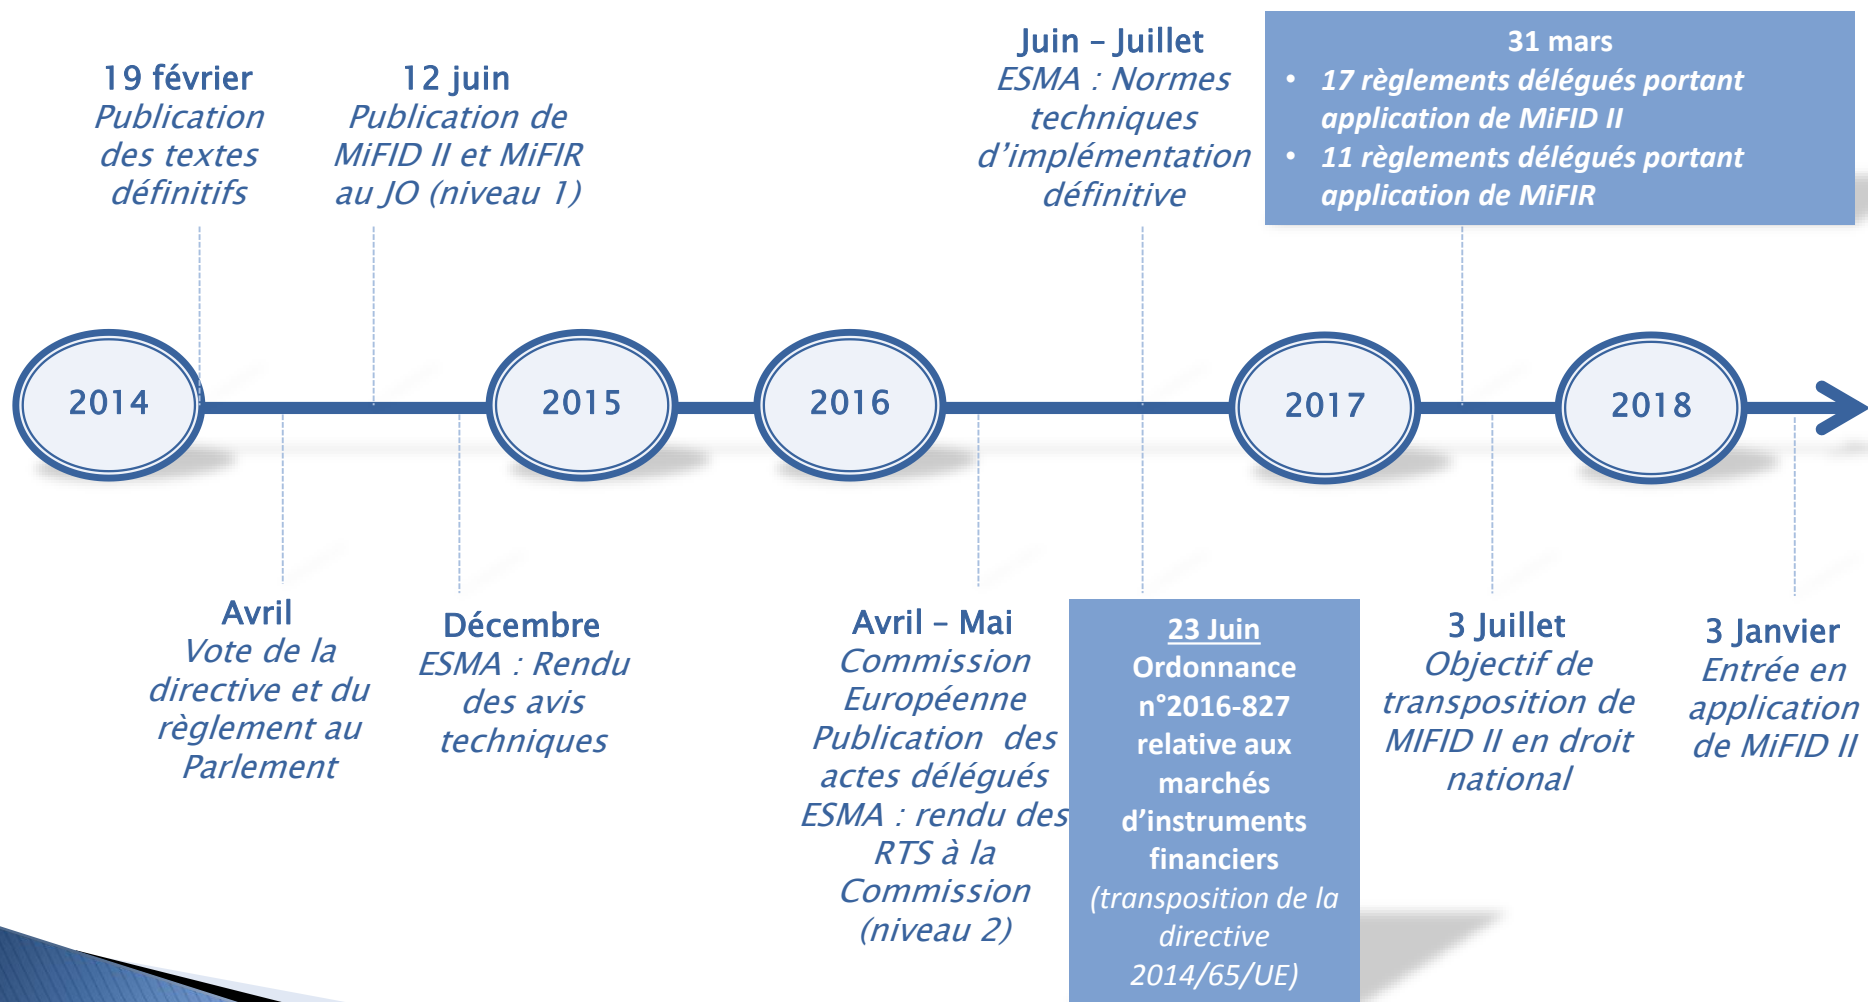 19 février
Publication
des textes
définitifs
12 juin
Publication de
MiFID II et MiFIR
au JO (niveau 1)
Juin – Juillet
ESMA : Normes
techniques
d’implémentation
définitive
31 mars
• 17 règlements délégués portant
application de MiFID II
• 11 règlements délégués portant
application de MiFIR
2014
2015
2016
2017
2018
Avril
Vote de la
directive et du
règlement au
Parlement
Décembre
ESMA : Rendu
des avis
techniques
Avril – Mai
Commission
Européenne
Publication des
actes délégués
ESMA : rendu des
RTS à la
Commission
(niveau 2)
23 Juin
Ordonnance
n°2016-827
relative aux
marchés
d’instruments
financiers
(transposition de la
directive
2014/65/UE)
3 Juillet
Objectif de
transposition de
MIFID II en droit
national
3 Janvier
Entrée en
application
de MiFID II